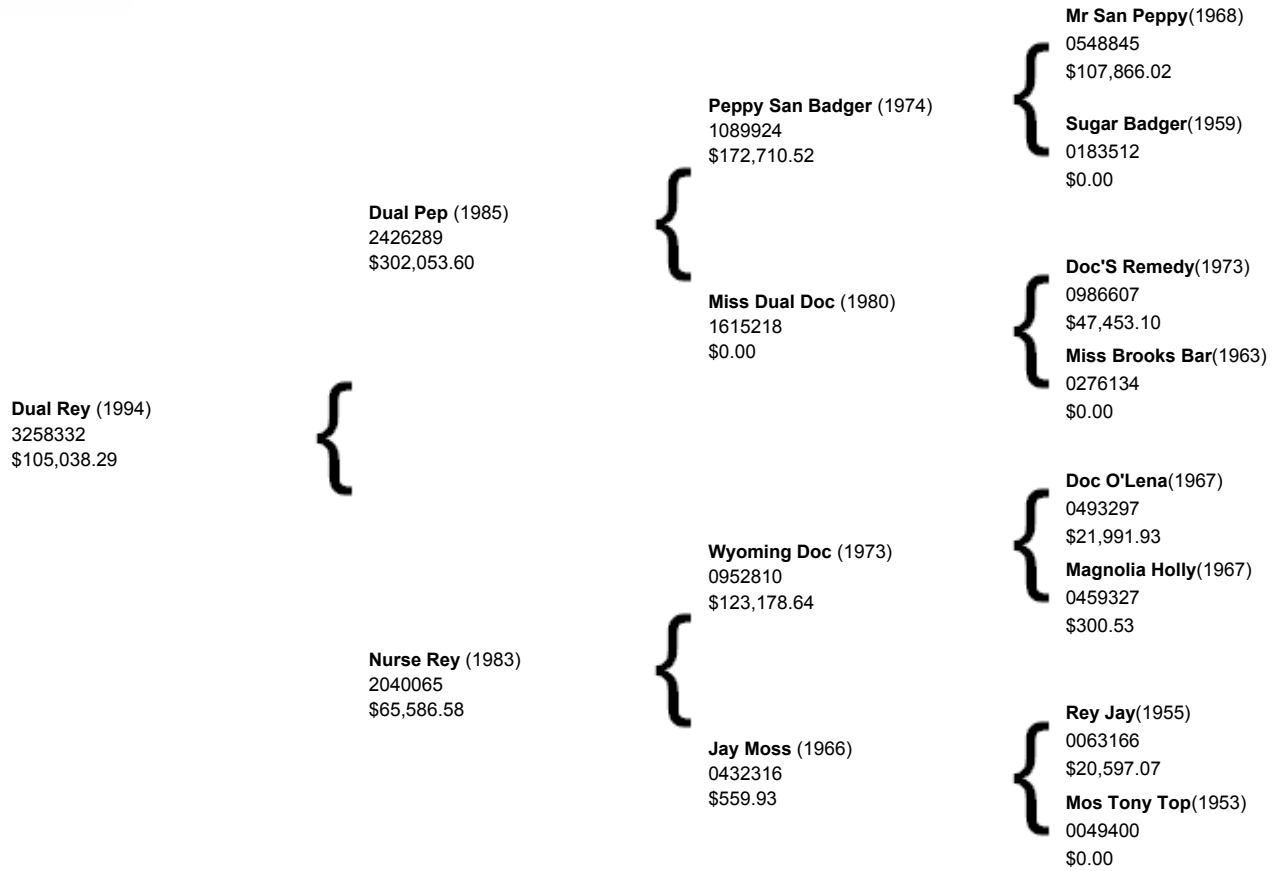 Dual Rey (1994)
3258332
$105,038.29
Dual Pep (1985)
2426289
$302,053.60
Nurse Rey (1983)
2040065
$65,586.58
Peppy San Badger (1974)
1089924
$172,710.52
Miss Dual Doc (1980)
1615218
$0.00
Wyoming Doc (1973)
0952810
$123,178.64
Jay Moss (1966)
0432316
$559.93
Mr San Peppy(1968)
0548845
$107,866.02
Sugar Badger(1959)
0183512
$0.00
Doc'S Remedy(1973)
0986607
$47,453.10
Miss Brooks Bar(1963)
0276134
$0.00
Doc O'Lena(1967)
0493297
$21,991.93
Magnolia Holly(1967)
0459327
$300.53
Rey Jay(1955)
0063166
$20,597.07
Mos Tony Top(1953)
0049400
$0.00